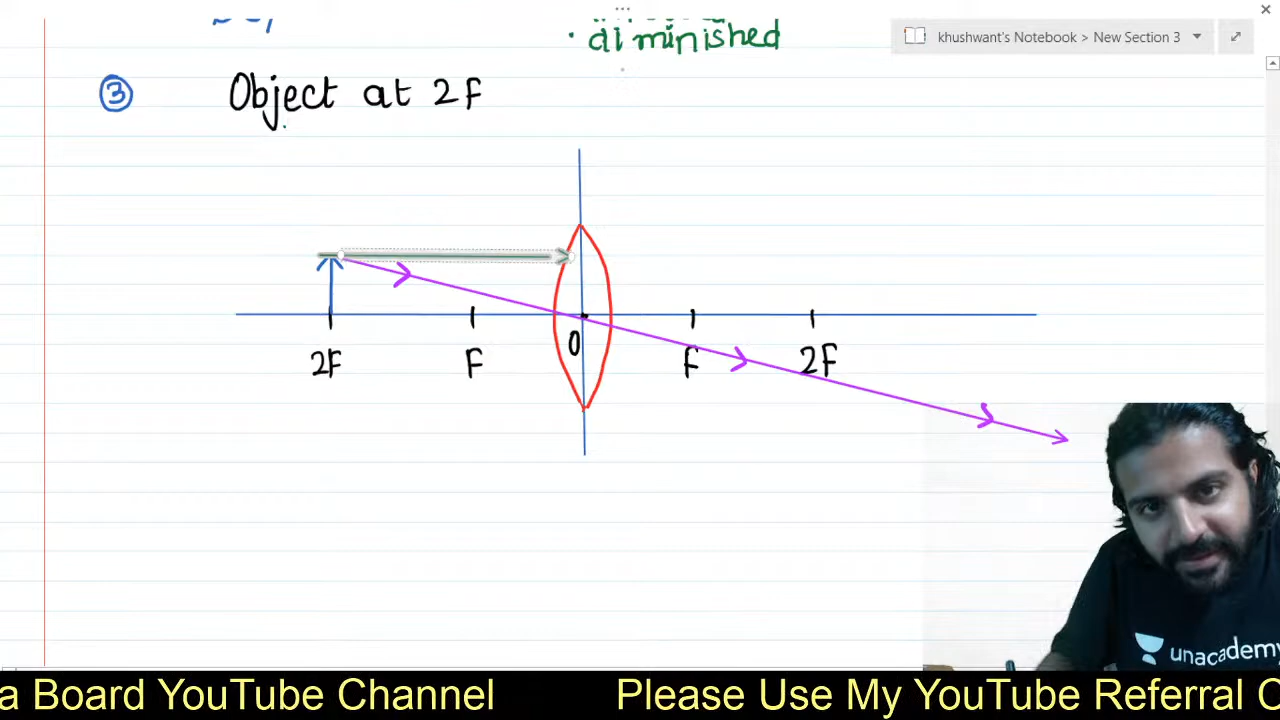 diminished
khushwant's Notebook > New Section 3
3 Object at 2F
2F F O F 2F
unacademy
a Board YouTube Channel Please Use My YouTube Referral C